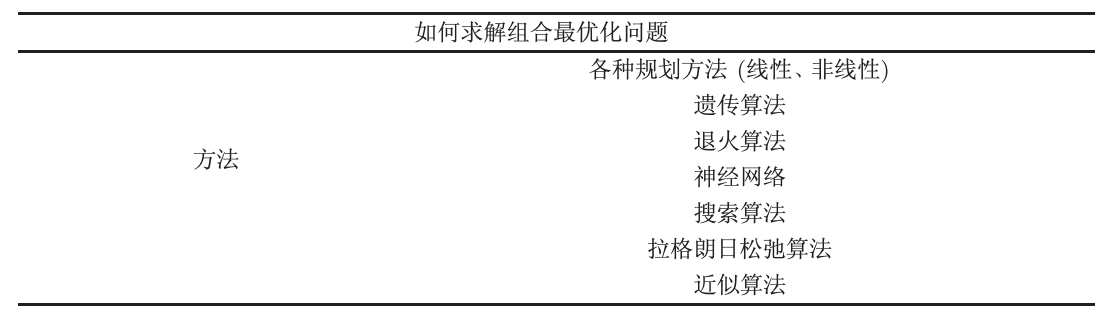 如何求解组合最优化问题
方法
各种规划方法 (线性、非线性)
遗传算法
退火算法
神经网络
搜索算法
拉格朗日松弛算法
近似算法